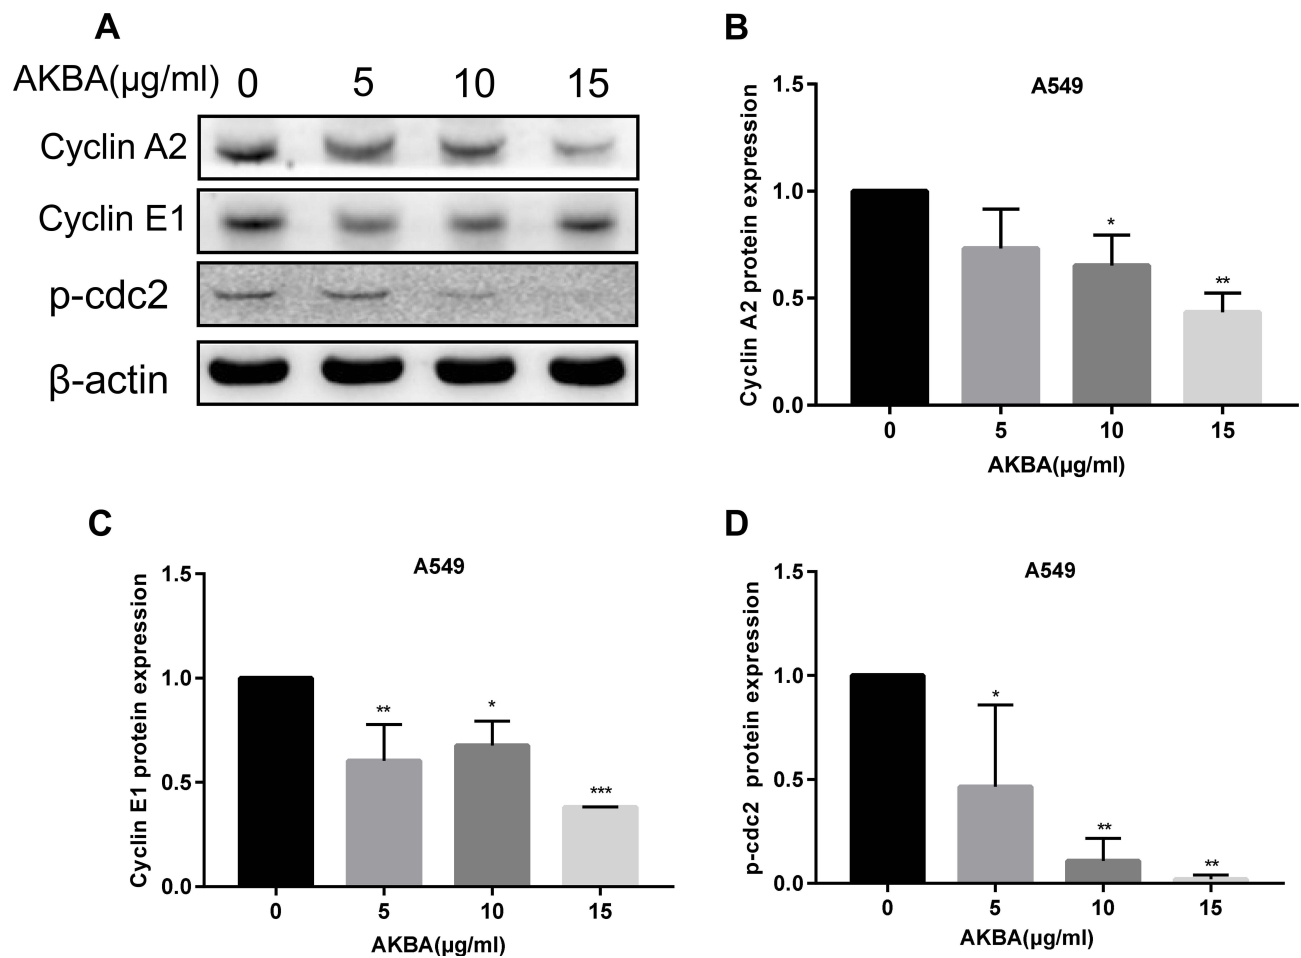 A
AKBA(µg/ml) 0 5 10 15
Cyclin A2
Cyclin E1
p-cdc2
β-actin
B
A549
Cyclin A2 protein expression
1.5
1.0
0.5
0.0
*
**
0 5 10 15
AKBA(µg/ml)
C
A549
Cyclin E1 protein expression
1.5
1.0
0.5
0.0
**
*
***
0 5 10 15
AKBA(µg/ml)
D
A549
p-cdc2 protein expression
1.5
1.0
0.5
0.0
*
**
**
0 5 10 15
AKBA(µg/ml)